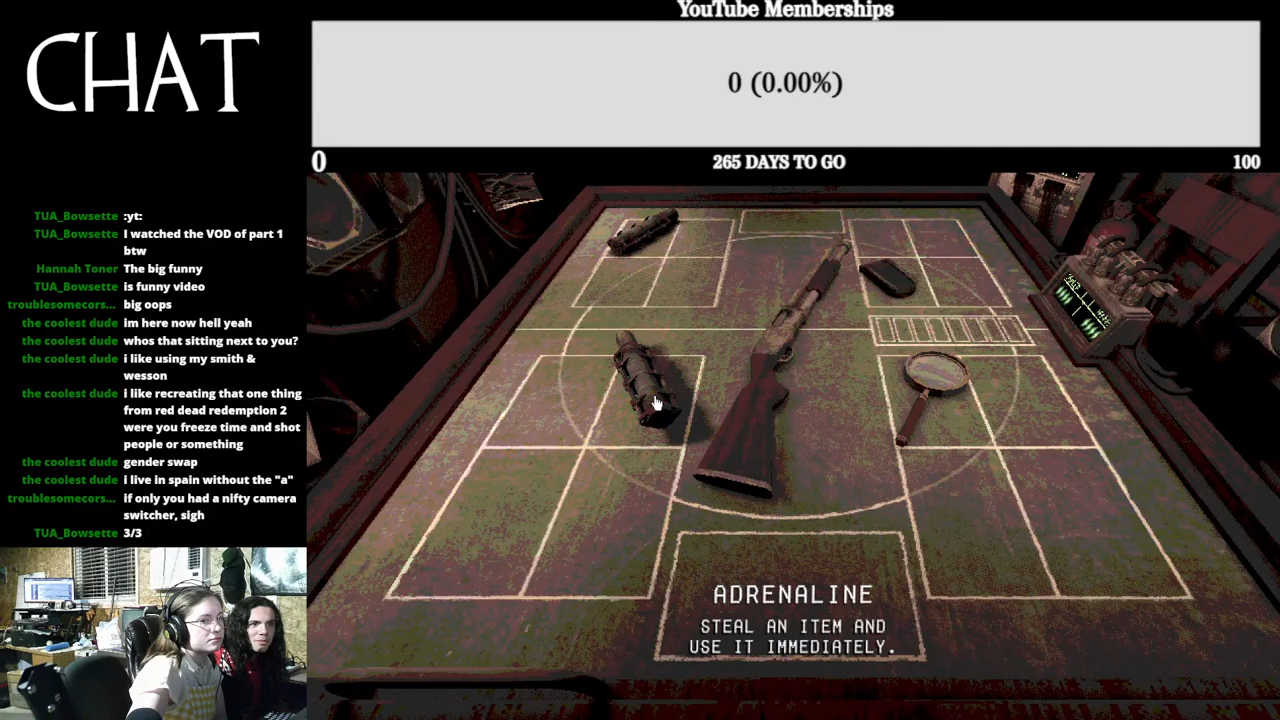 CHAT
YouTube Memberships
0 (0.00%)
0
265 DAYS TO GO
100
TUA_Bowsette :yt:
TUA_Bowsette I watched the VOD of part 1
btw
Hannah Toner The big funny
TUA_Bowsette is funny video
troublesomecors... big oops
the coolest dude im here now hell yeah
the coolest dude whos that sitting next to you?
the coolest dude i like using my smith &
wesson
the coolest dude i like recreating that one thing
from red dead redemption 2
were you freeze time and shot
people or something
the coolest dude gender swap
the coolest dude i live in spain without the "a"
troublesomecors... if only you had a nifty camera
switcher, sigh
TUA_Bowsette 3/3
ADRENALINE
STEAL AN ITEM AND
USE IT IMMEDIATELY.